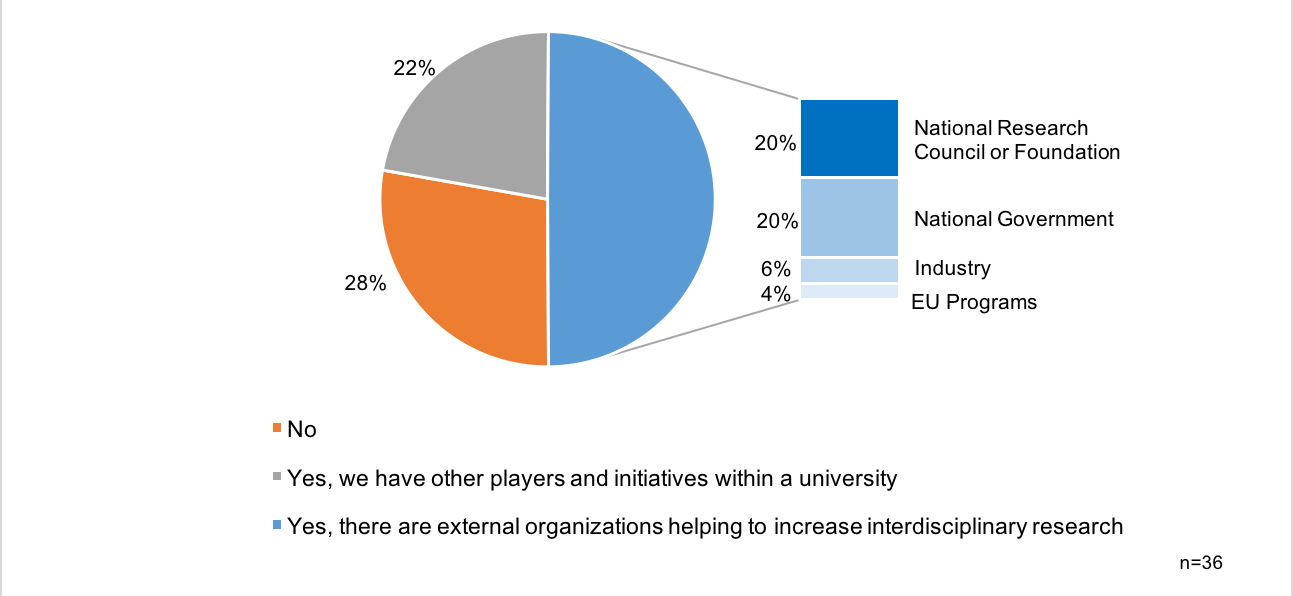 22%
28%
20%
National Research
Council or Foundation
20%
National Government
6%
Industry
4%
EU Programs
No
Yes, we have other players and initiatives within a university
Yes, there are external organizations helping to increase interdisciplinary research
n=36